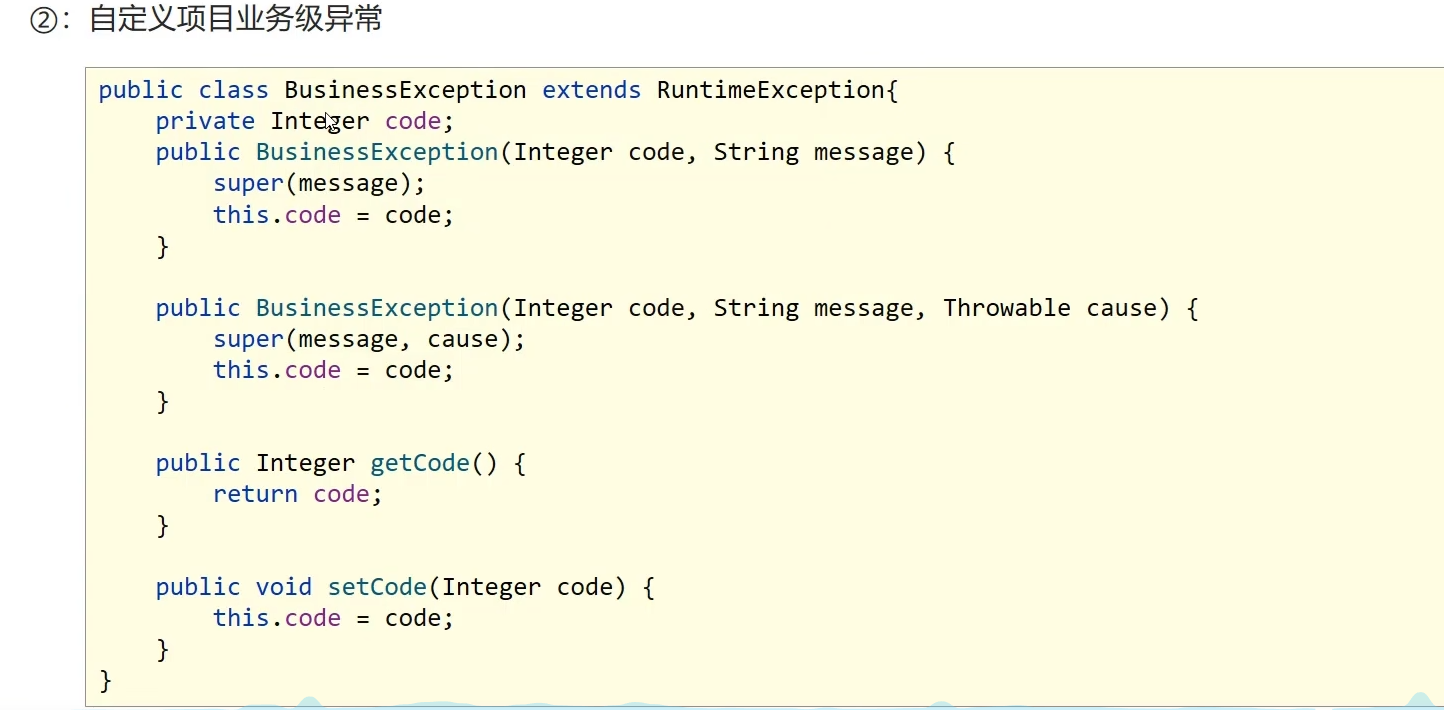 ②：自定义项目业务级异常
public class BusinessException extends RuntimeException{
    private Integer code;
    public BusinessException(Integer code, String message) {
        super(message);
        this.code = code;
    }
    public BusinessException(Integer code, String message, Throwable cause) {
        super(message, cause);
        this.code = code;
    }
    public Integer getCode() {
        return code;
    }
    public void setCode(Integer code) {
        this.code = code;
    }
}